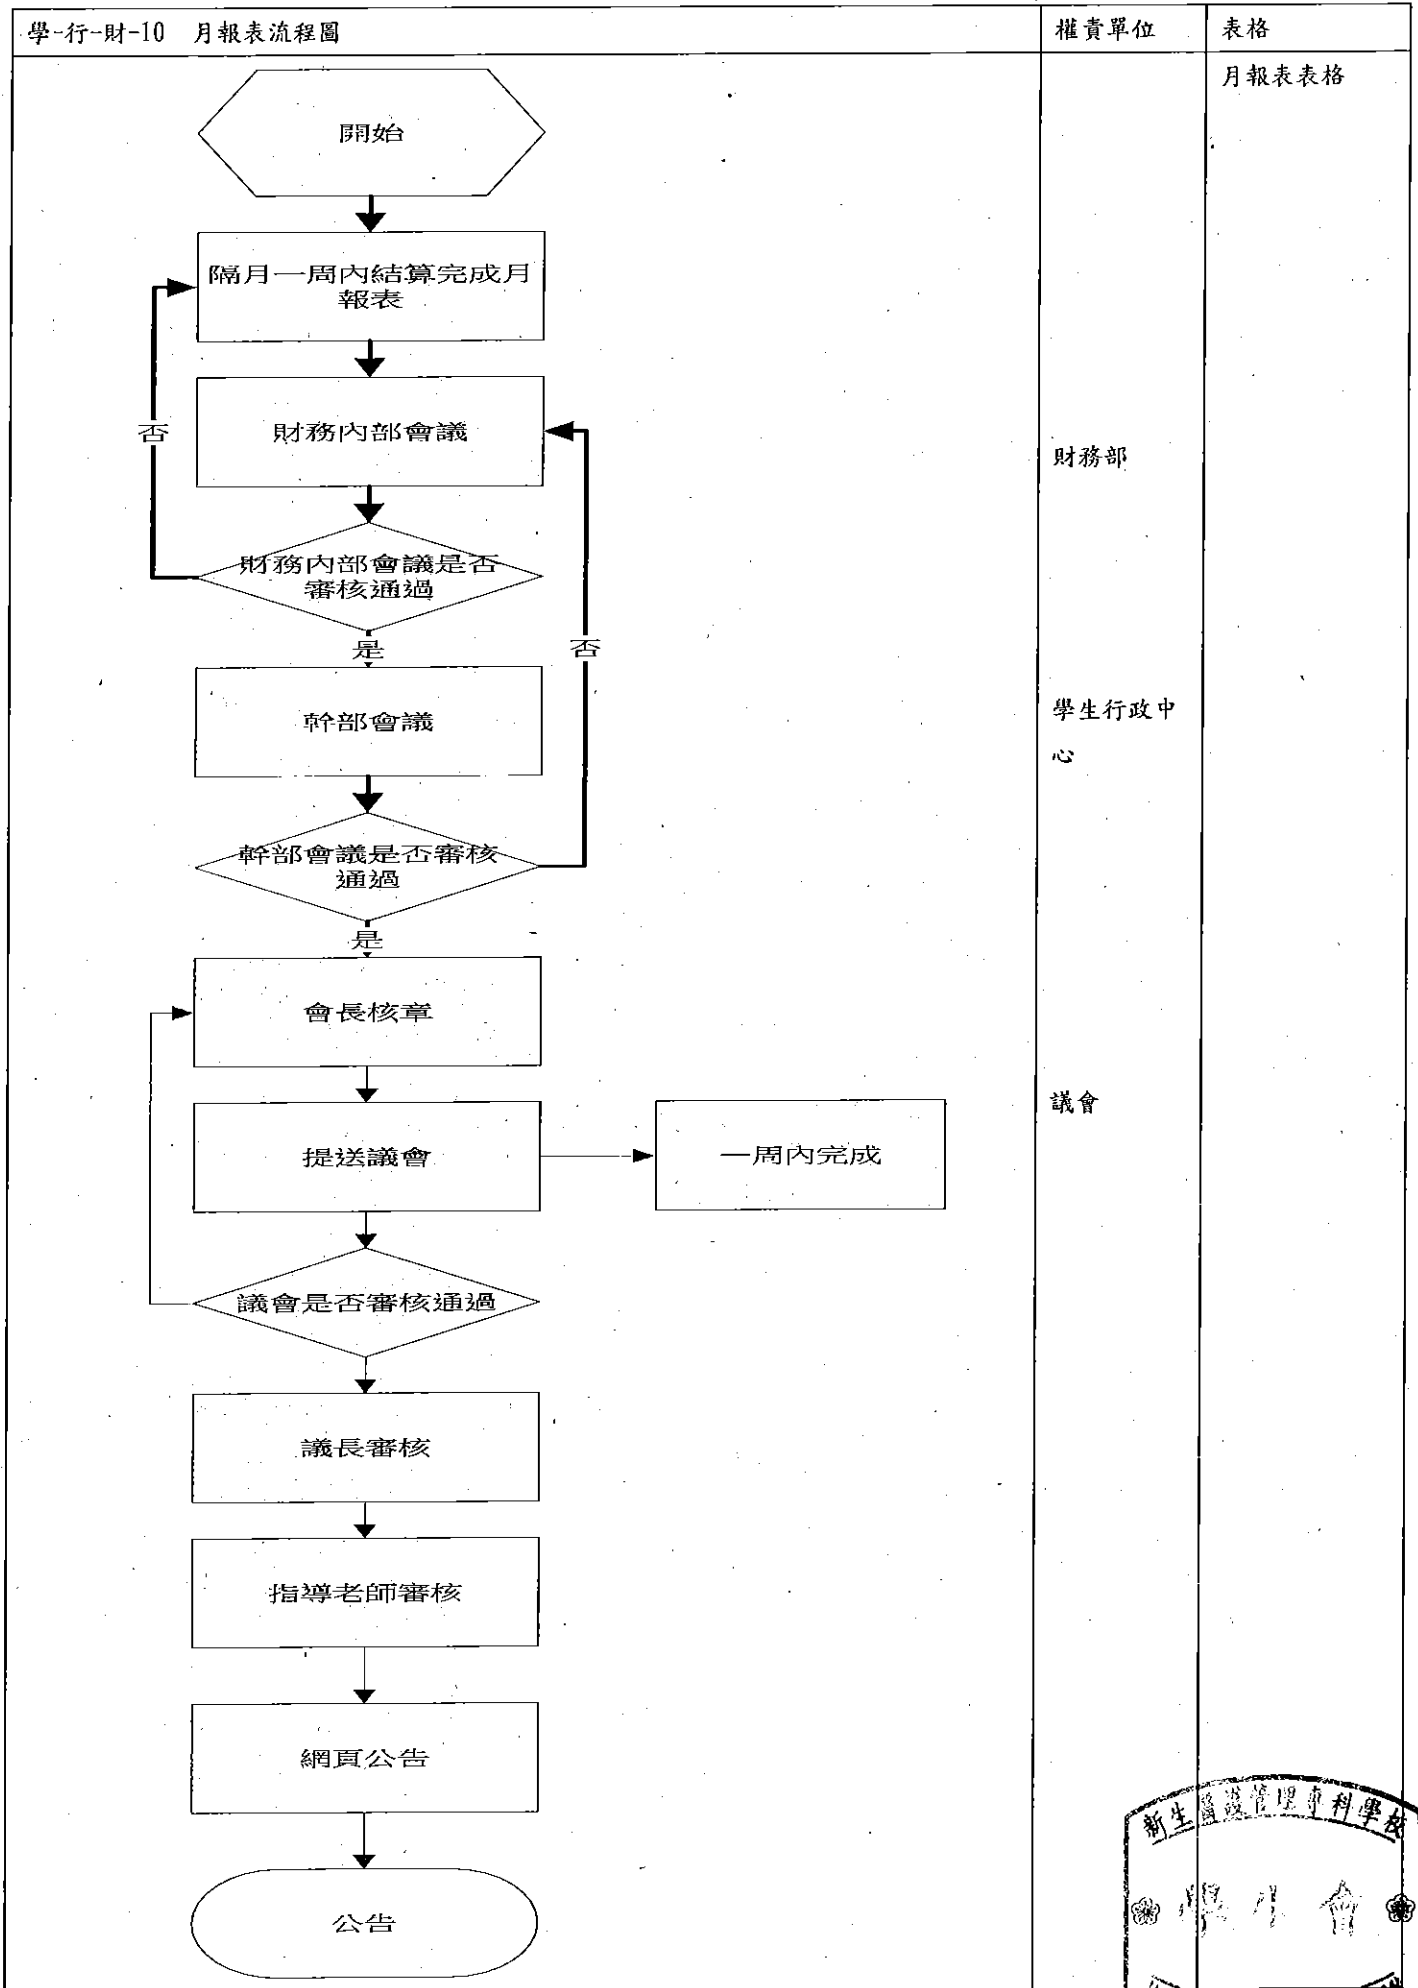 學-行-財-10 月報表流程圖
權責單位
表格
月報表表格
開始
隔月一周內結算完成月
報表
財務內部會議
否
財務部
財務內部會議是否
審核通過
是
否
幹部會議
學生行政中
心
幹部會議是否審核
通過
是
會長核章
議會
提送議會
一周內完成
議會是否審核通過
議長審核
指導老師審核
網頁公告
公告
新生醫護管理專科學校
學生會